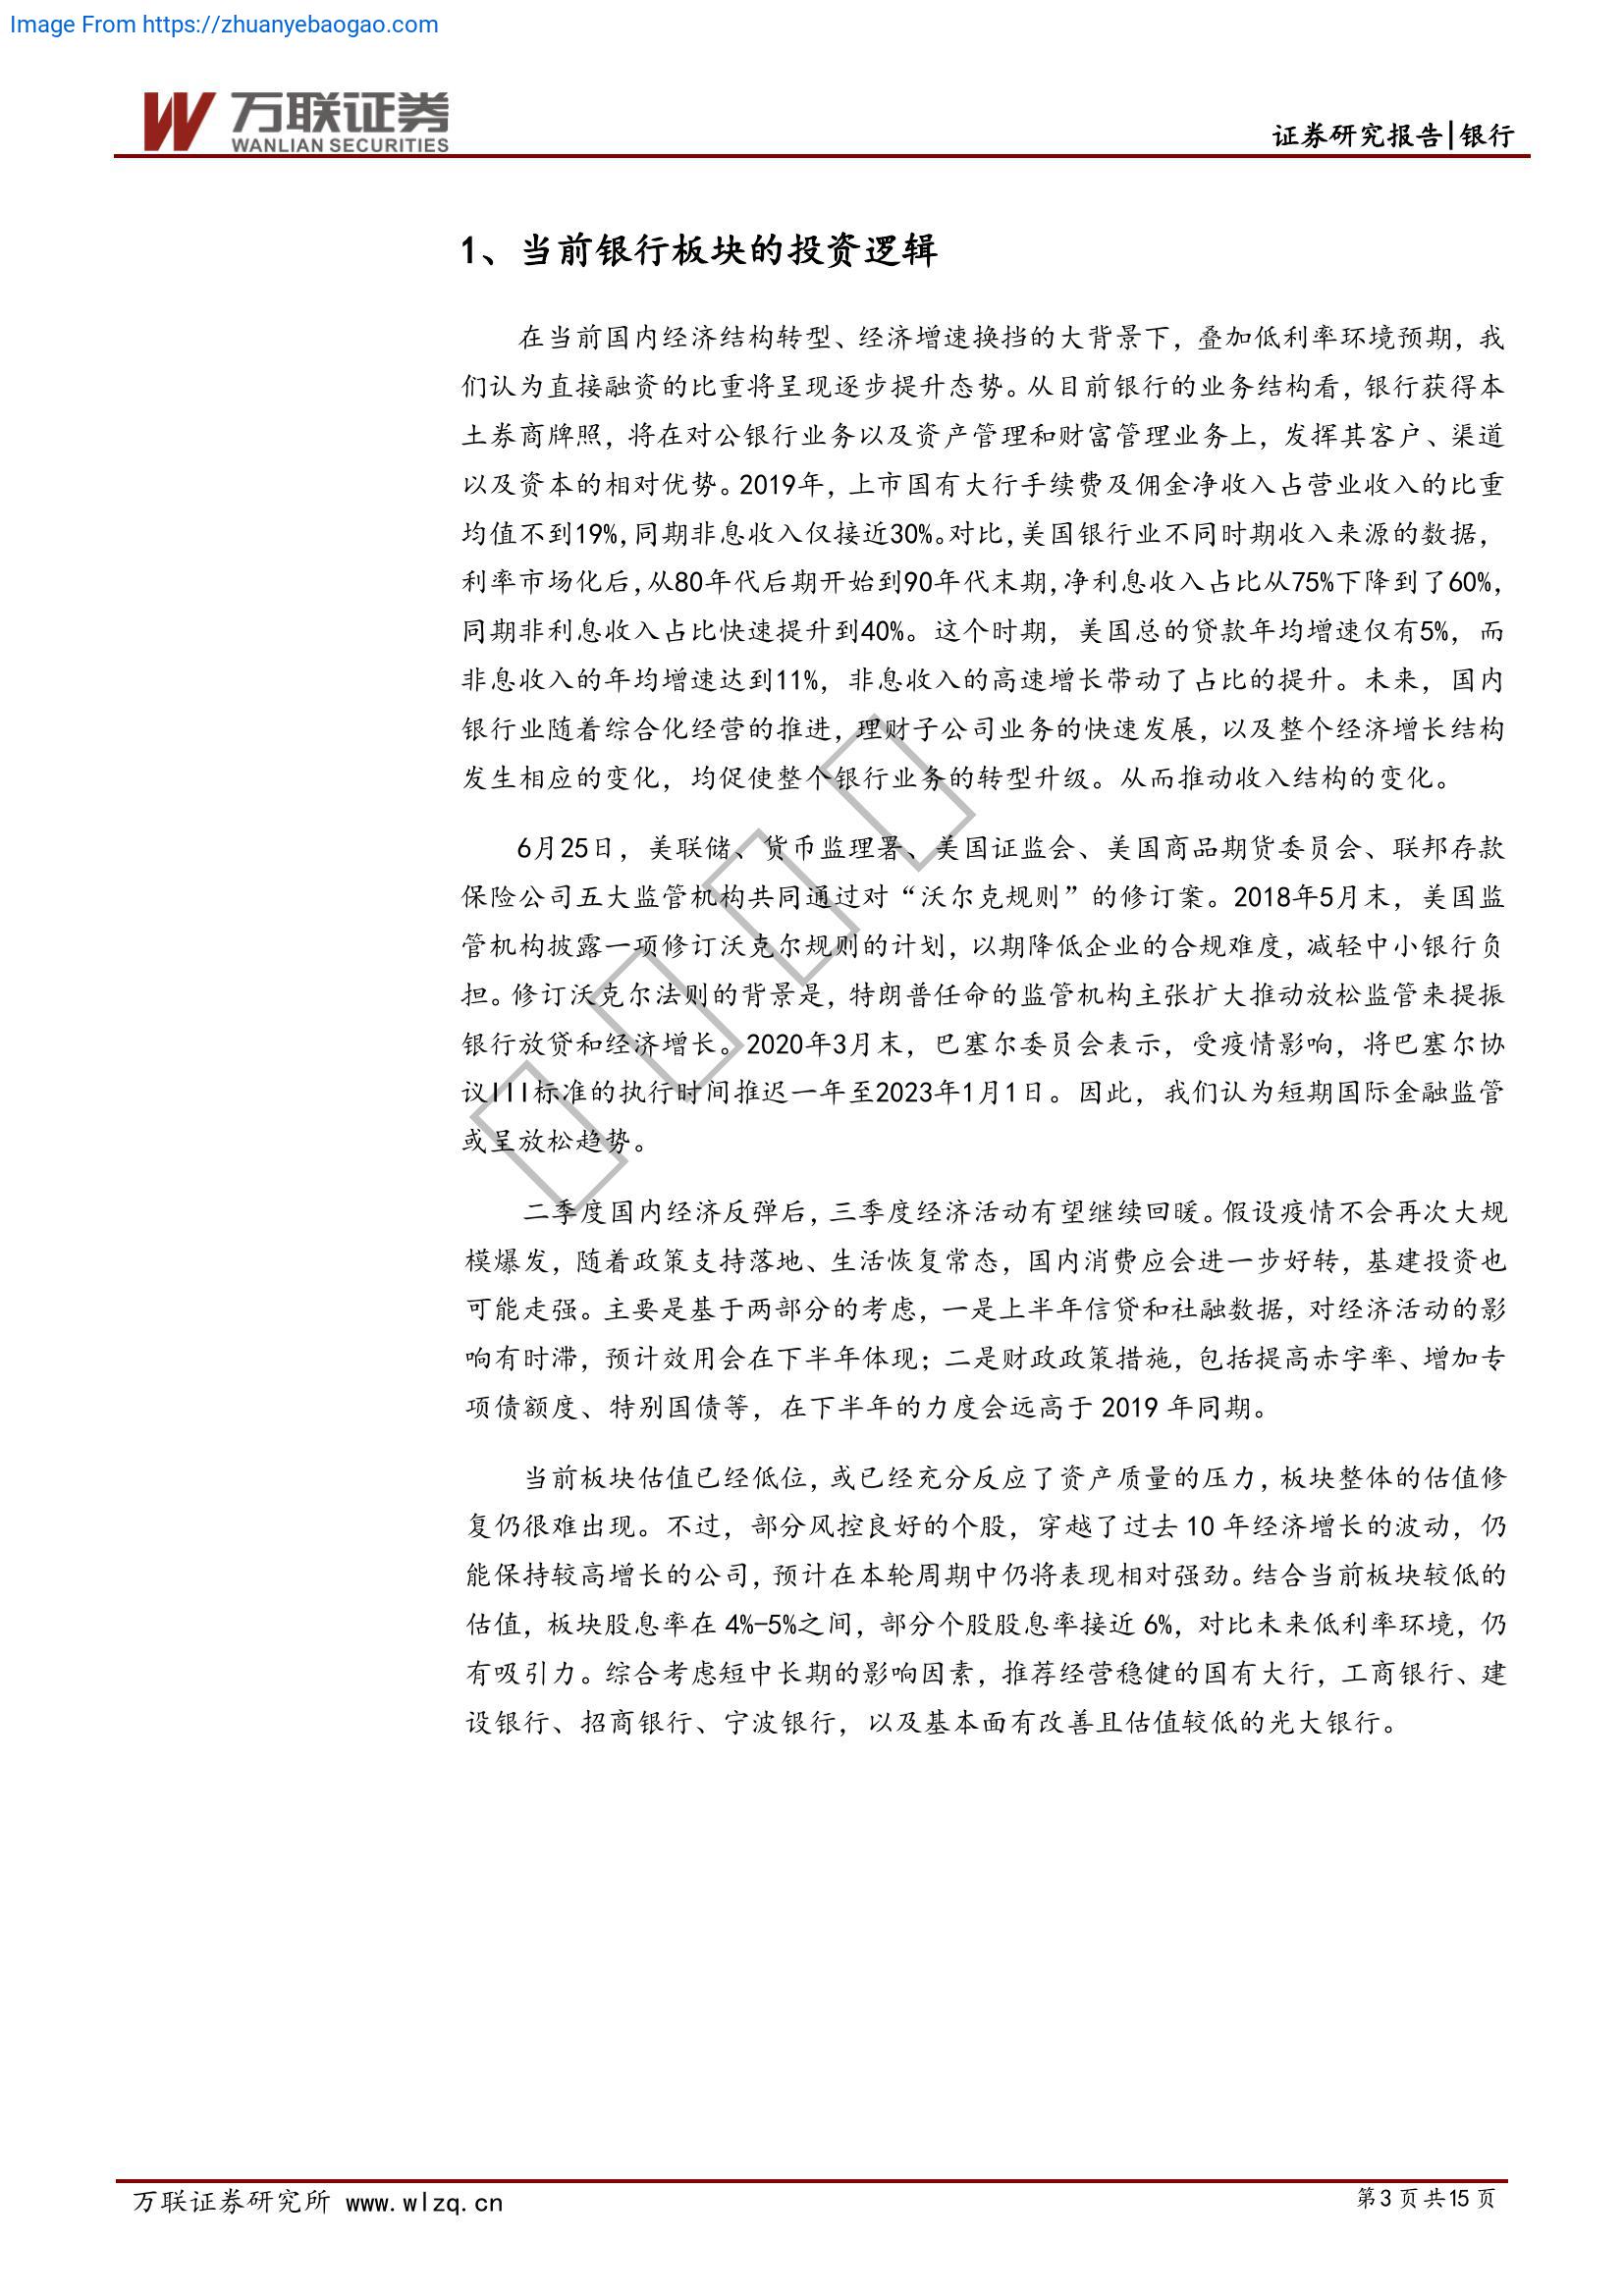 Image From https://zhuanyebaogao.com
万联证券
WANLIAN SECURITIES
证券研究报告|银行
1、当前银行板块的投资逻辑
在当前国内经济结构转型、经济增速换挡的大背景下，叠加低利率环境预期，我
们认为直接融资的比重将呈现逐步提升态势。从目前银行的业务结构看，银行获得本
土券商牌照，将在对公银行业务以及资产管理和财富管理业务上，发挥其客户、渠道
以及资本的相对优势。2019年，上市国有大行手续费及佣金净收入占营业收入的比重
均值不到19%，同期非息收入仅接近30%。对比，美国银行业不同时期收入来源的数据，
利率市场化后，从80年代后期开始到90年代末期，净利息收入占比从75%下降到了60%，
同期非利息收入占比快速提升到40%。这个时期，美国总的贷款年均增速仅有5%，而
非息收入的年均增速达到11%，非息收入的高速增长带动了占比的提升。未来，国内
银行业随着综合化经营的推进，理财子公司业务的快速发展，以及整个经济增长结构
发生相应的变化，均促使整个银行业务的转型升级。从而推动收入结构的变化。
6月25日，美联储、货币监理署、美国证监会、美国商品期货委员会、联邦存款
保险公司五大监管机构共同通过对“沃尔克规则”的修订案。2018年5月末，美国监
管机构披露一项修订沃克尔规则的计划，以期降低企业的合规难度，减轻中小银行负
担。修订沃克尔法则的背景是，特朗普任命的监管机构主张扩大推动放松监管来提振
银行放贷和经济增长。2020年3月末，巴塞尔委员会表示，受疫情影响，将巴塞尔协
议III标准的执行时间推迟一年至2023年1月1日。因此，我们认为短期国际金融监管
或呈放松趋势。
二季度国内经济反弹后，三季度经济活动有望继续回暖。假设疫情不会再次大规
模爆发，随着政策支持落地、生活恢复常态，国内消费应会进一步好转，基建投资也
可能走强。主要是基于两部分的考虑，一是上半年信贷和社融数据，对经济活动的影
响有时滞，预计效用会在下半年体现；二是财政政策措施，包括提高赤字率、增加专
项债额度、特别国债等，在下半年的力度会远高于 2019 年同期。
当前板块估值已经低位，或已经充分反应了资产质量的压力，板块整体的估值修
复仍很难出现。不过，部分风控良好的个股，穿越了过去 10 年经济增长的波动，仍
能保持较高增长的公司，预计在本轮周期中仍将表现相对强劲。结合当前板块较低的
估值，板块股息率在 4%-5%之间，部分个股股息率接近 6%，对比未来低利率环境，仍
有吸引力。综合考虑短中长期的影响因素，推荐经营稳健的国有大行，工商银行、建
设银行、招商银行、宁波银行，以及基本面有改善且估值较低的光大银行。
万联证券研究所 www.wlzq.cn
第 3 页 共 15 页